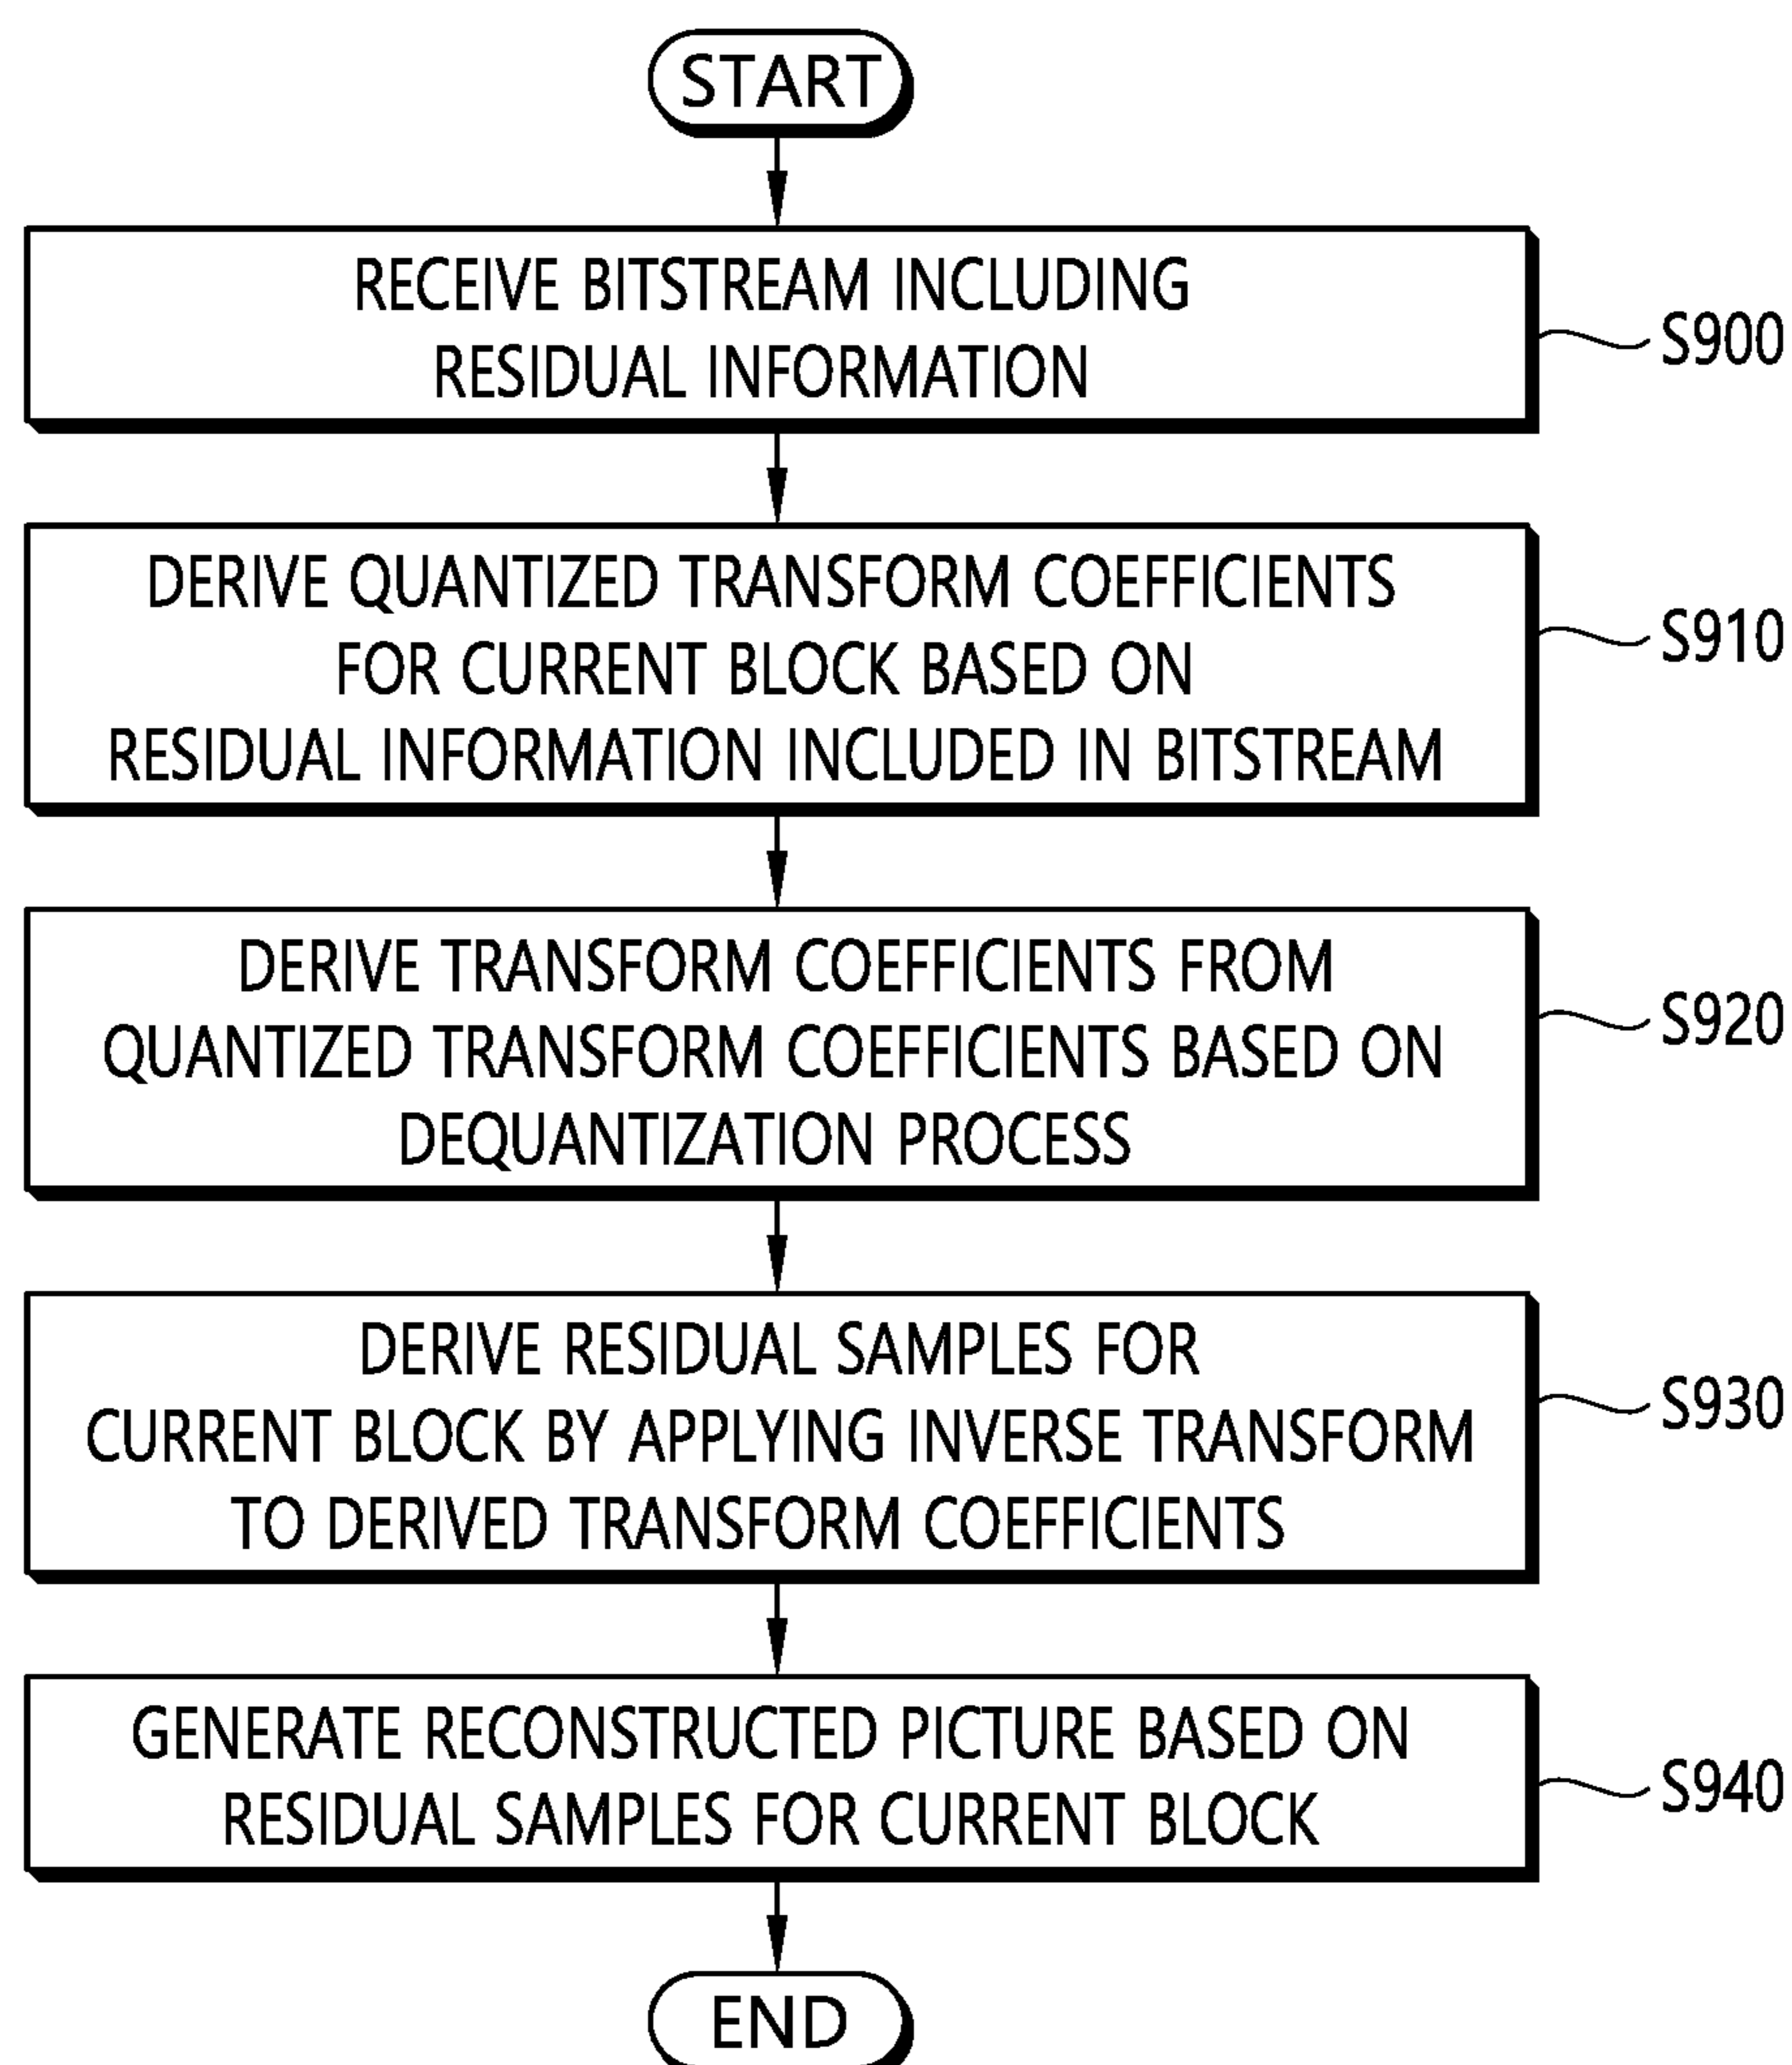 START
RECEIVE BITSTREAM INCLUDING
RESIDUAL INFORMATION
S900
DERIVE QUANTIZED TRANSFORM COEFFICIENTS
FOR CURRENT BLOCK BASED ON
RESIDUAL INFORMATION INCLUDED IN BITSTREAM
S910
DERIVE TRANSFORM COEFFICIENTS FROM
QUANTIZED TRANSFORM COEFFICIENTS BASED ON
DEQUANTIZATION PROCESS
S920
DERIVE RESIDUAL SAMPLES FOR
CURRENT BLOCK BY APPLYING INVERSE TRANSFORM
TO DERIVED TRANSFORM COEFFICIENTS
S930
GENERATE RECONSTRUCTED PICTURE BASED ON
RESIDUAL SAMPLES FOR CURRENT BLOCK
S940
END